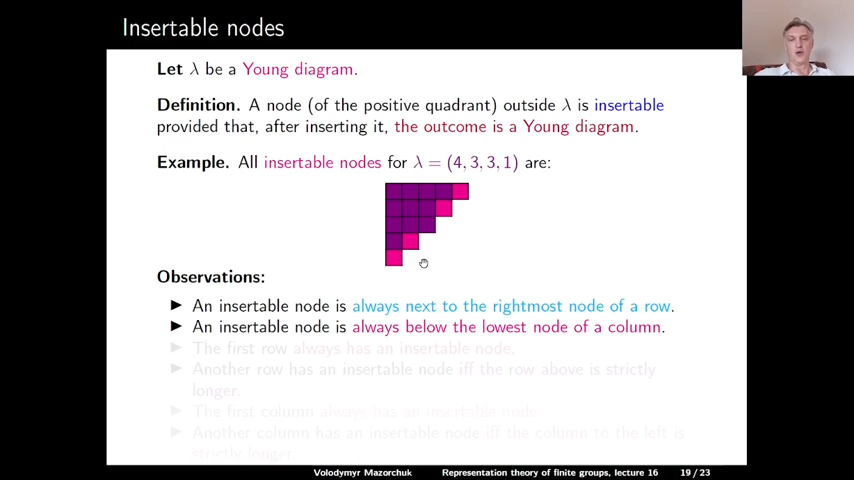 Insertable nodes
Let λ be a Young diagram.
Definition. A node (of the positive quadrant) outside λ is insertable
provided that, after inserting it, the outcome is a Young diagram.
Example. All insertable nodes for λ = (4, 3, 3, 1) are:
Observations:
▶ An insertable node is always next to the rightmost node of a row.
▶ An insertable node is always below the lowest node of a column.
▶ The first row always has an insertable node.
▶ Another row has an insertable node iff the row above is strictly
longer.
▶ The first column always has an insertable node.
▶ Another column has an insertable node iff the column to the left is
strictly longer.
Volodymyr Mazorchuk Representation theory of finite groups, lecture 16 19 / 23